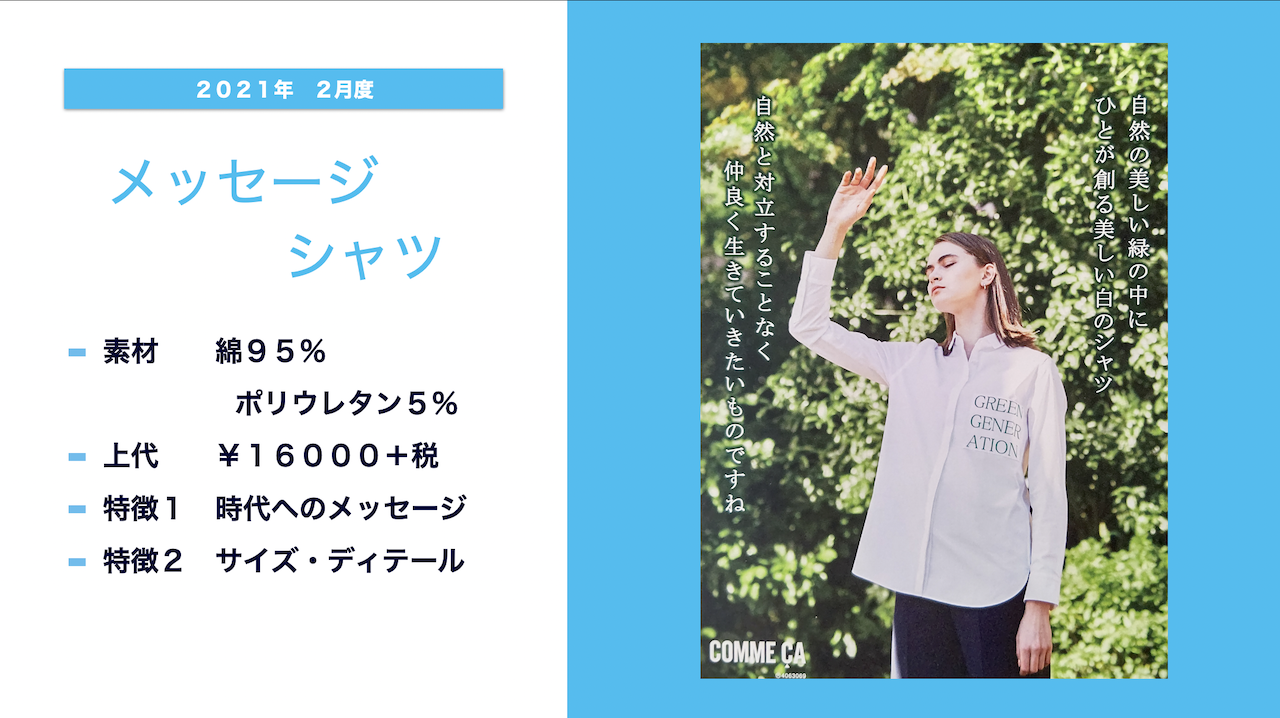 ２０２１年　２月度
メッセージ
シャツ
素材　　綿９５％
ポリウレタン５％
上代　　￥１６０００＋税
特徴１　時代へのメッセージ
特徴２　サイズ・ディテール
自然の美しい緑の中に
ひとが創る美しい白のシャツ
自然と対立することなく
仲良く生きていきたいものですね
GREEN
GENER
ATION
COMME ÇA